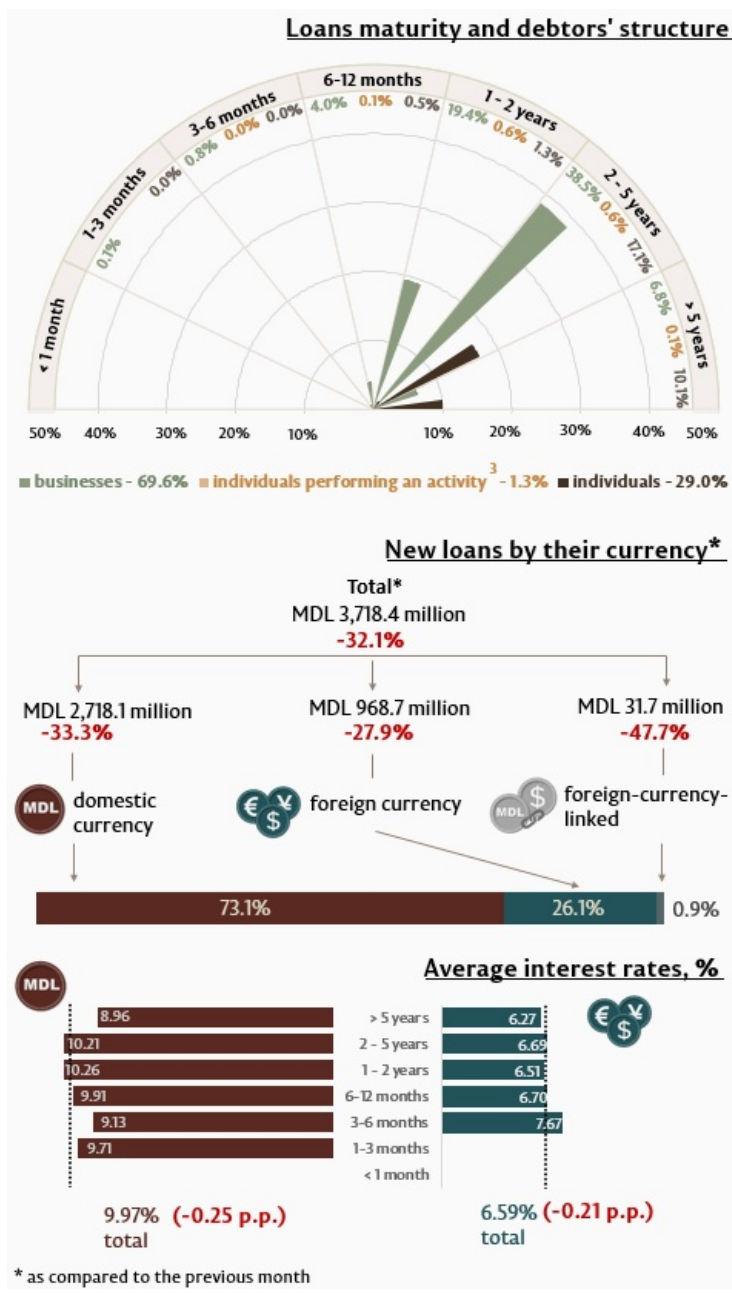 Loans maturity and debtors' structure
< 1 month
1-3 months
3-6 months
6-12 months
1 - 2 years
2 - 5 years
> 5 years
0.1%
0.0%
0.8%
0.0%
0.0%
4.0%
0.1%
0.5%
19.4%
0.6%
1.3%
38.5%
0.6%
17.1%
6.8%
0.1%
10.1%
50% 40% 30% 20% 10% 10% 20% 30% 40% 50%
businesses - 69.6% individuals performing an activity 3 - 1.3% individuals - 29.0%
New loans by their currency*
Total*
MDL 3,718.4 million
-32.1%
MDL 2,718.1 million
-33.3%
MDL 968.7 million
-27.9%
MDL 31.7 million
-47.7%
MDL
domestic
currency
€ ¥
$
foreign currency
MDL $
foreign-currency-
linked
73.1% 26.1% 0.9%
MDL
Average interest rates, %
€ ¥
$
8.96 > 5 years 6.27
10.21 2 - 5 years 6.69
10.26 1 - 2 years 6.51
9.91 6-12 months 6.70
9.13 3-6 months 7.67
9.71 1-3 months
< 1 month
9.97% (-0.25 p.p.)
total
6.59% (-0.21 p.p.)
total
* as compared to the previous month